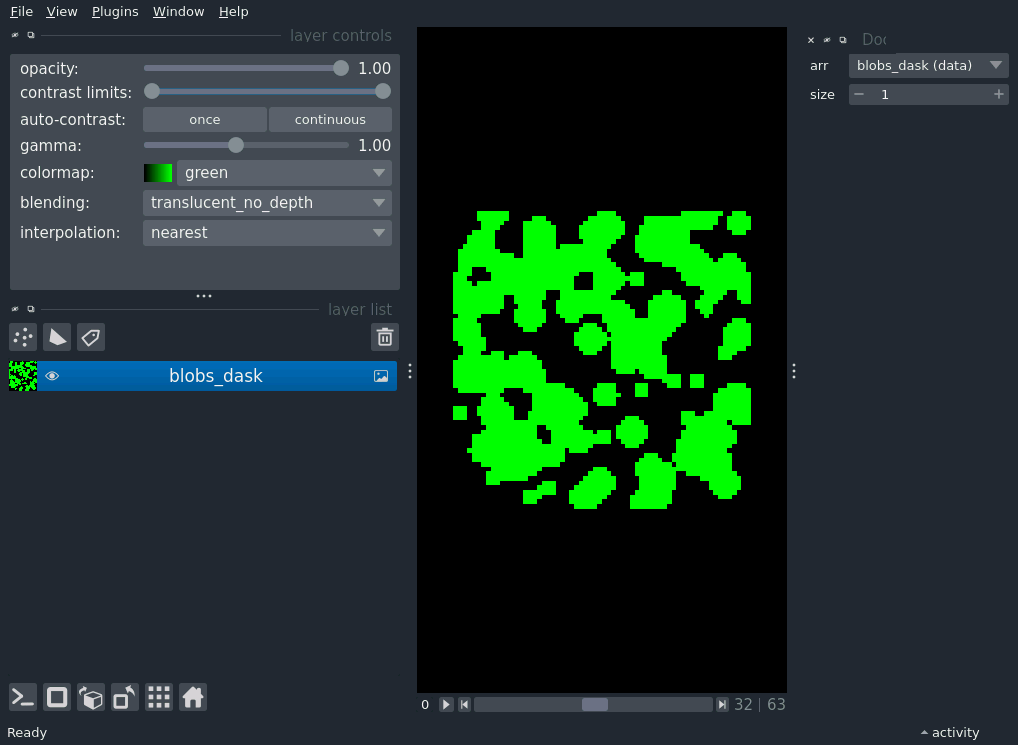 File View Plugins Window Help
layer controls
opacity: 1.00
contrast limits:
auto-contrast: once continuous
gamma: 1.00
colormap: green
blending: translucent_no_depth
interpolation: nearest
layer list
blobs_dask
0 32 | 63
arr blobs_dask (data)
size 1
Ready
activity